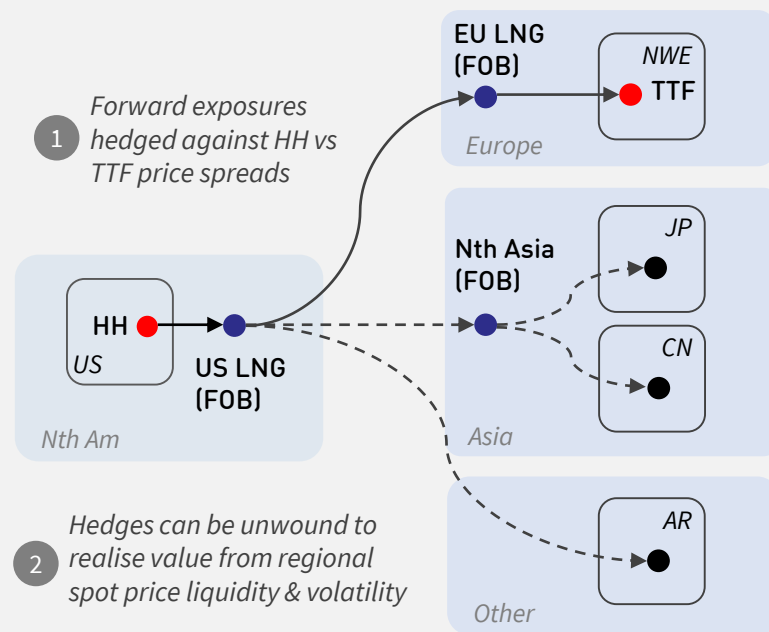 EU LNG
(FOB)
NWE
TTF
Europe
1
Forward exposures
hedged against HH vs
TTF price spreads
JP
Nth Asia
(FOB)
CN
Asia
HH
US
US LNG
(FOB)
Nth Am
2
Hedges can be unwound to
realise value from regional
spot price liquidity & volatility
AR
Other